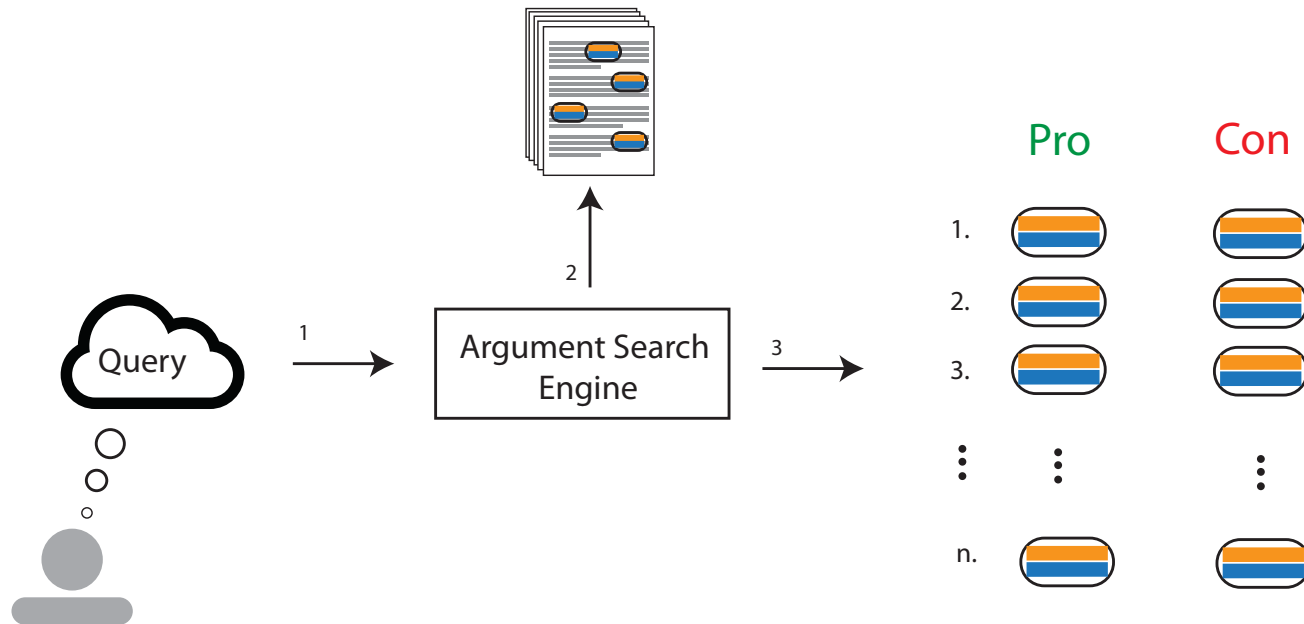 Pro
Con
1.
2
1
Query
Argument Search
Engine
3
2.
3.
n.